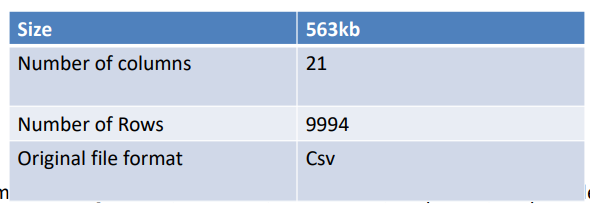 Size 563kb
Number of columns 21
Number of Rows 9994
Original file format Csv